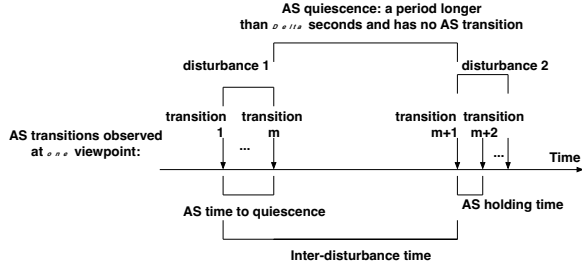 AS quiescence: a period longer
than Delta seconds and has no AS transition
disturbance 1
disturbance 2
transition
1
transition
m
transition
m+1
transition
m+2
...
...
AS transitions observed
at one viewpoint:
Time
AS time to quiescence
AS holding time
Inter-disturbance time